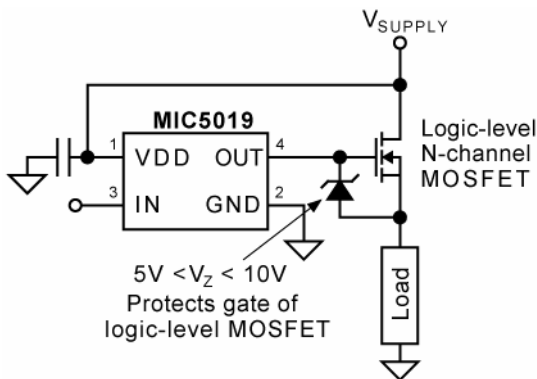 VSUPPLY
MIC5019
1 VDD OUT 4
3 IN GND 2
Logic-level
N-channel
MOSFET
5V <VZ < 10V
Protects gate of
logic-level MOSFET
Load